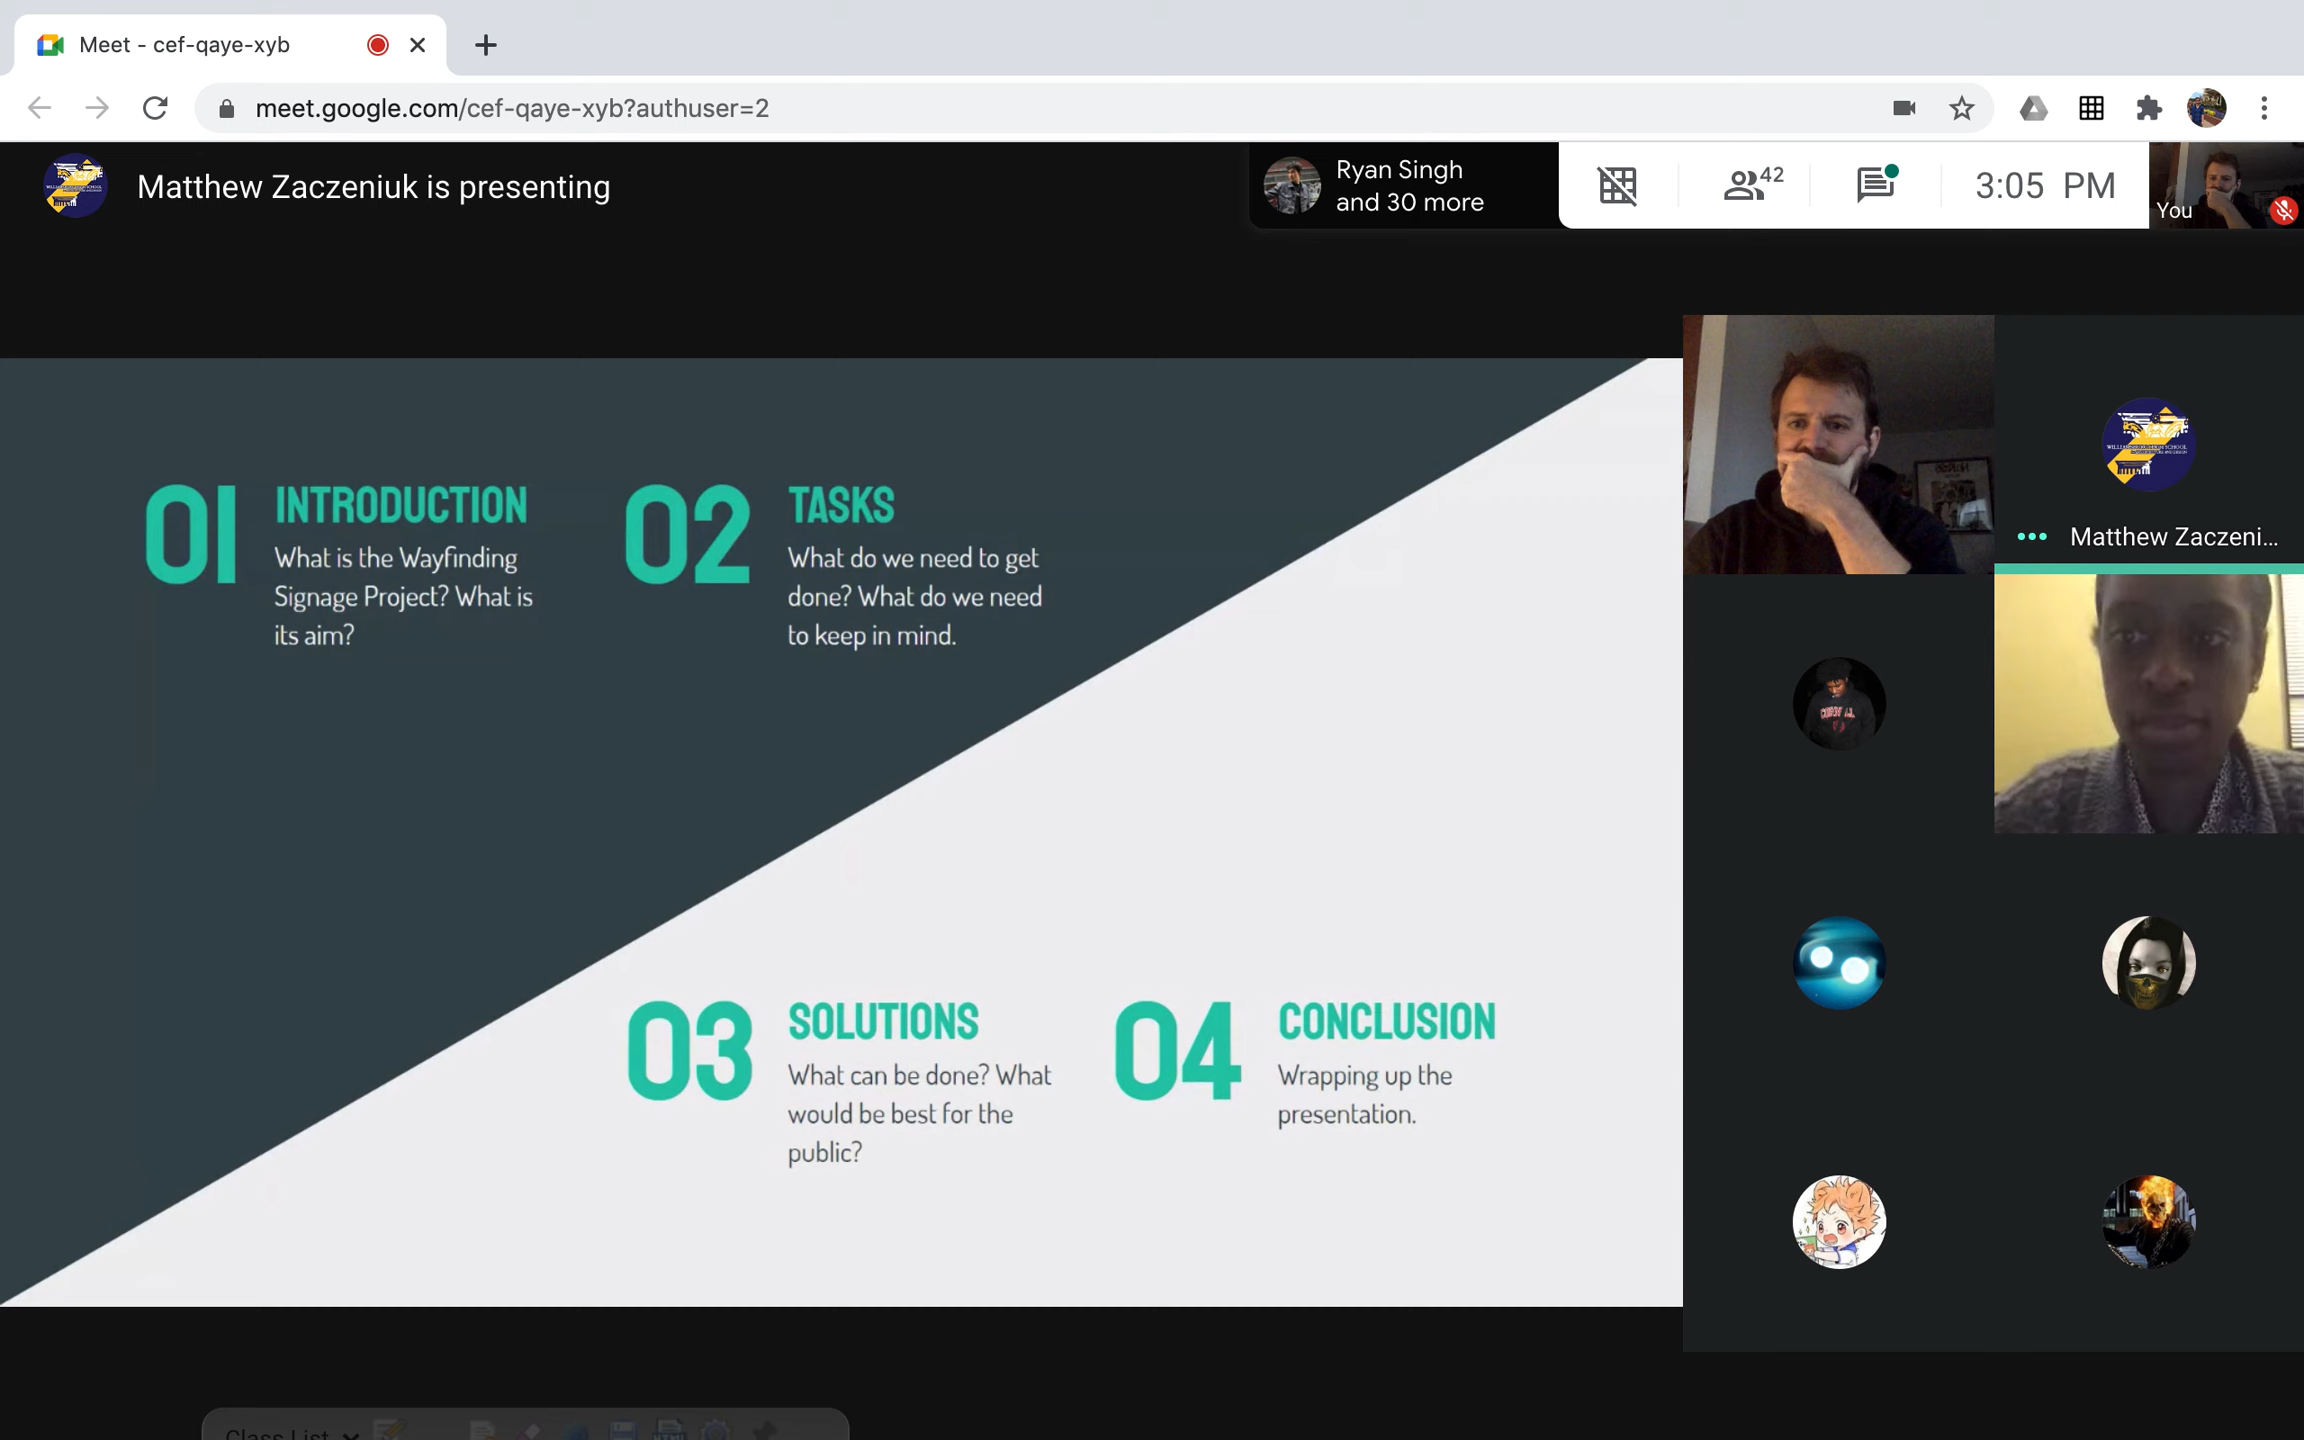 Meet - cef-qaye-xyb
meet.google.com/cef-qaye-xyb?authuser=2
Matthew Zaczeniuk is presenting
Ryan Singh
and 30 more
42
3:05 PM
You
01 INTRODUCTION
What is the Wayfinding
Signage Project? What is
its aim?
02 TASKS
What do we need to get
done? What do we need
to keep in mind.
03 SOLUTIONS
What can be done? What
would be best for the
public?
04 CONCLUSION
Wrapping up the
presentation.
Matthew Zaczeni...
Class List